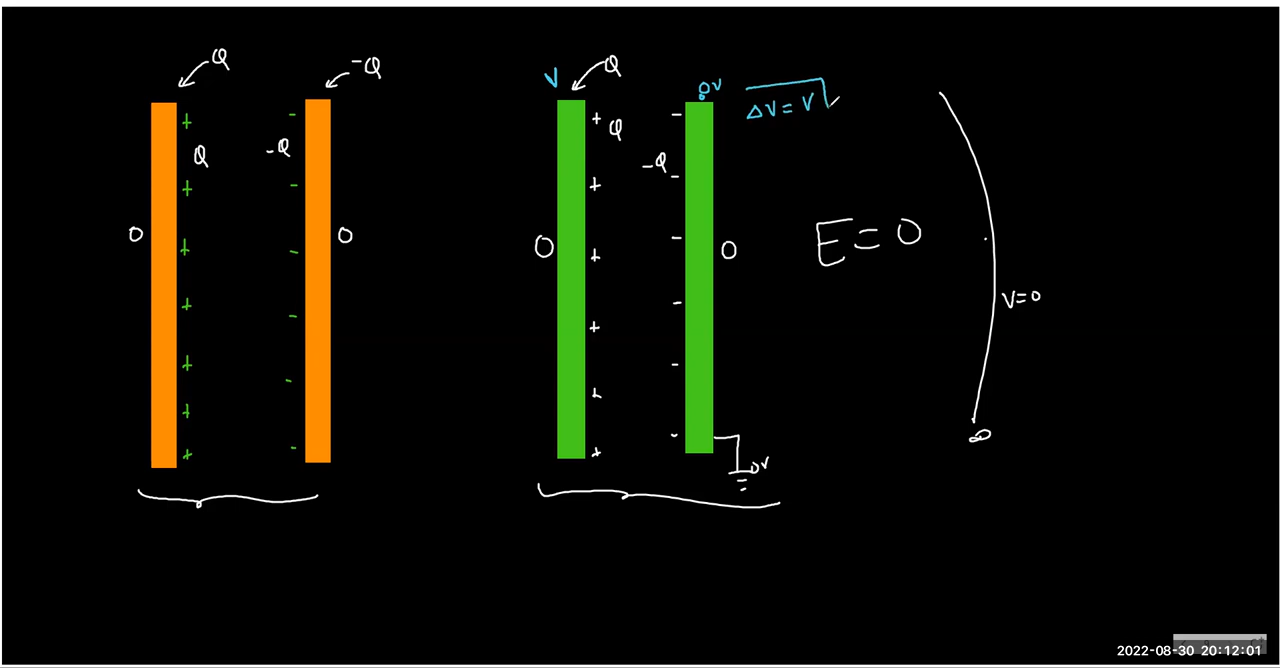 Q
-Q
+ + + + + + +
- - - - - - -
Q
-Q
0
0
V
Q
0V
ΔV = V
+ + + + + +
- - - - - -
Q
-Q
0
0
0V
E = 0
V=0
∞
2022-08-30 20:12:01